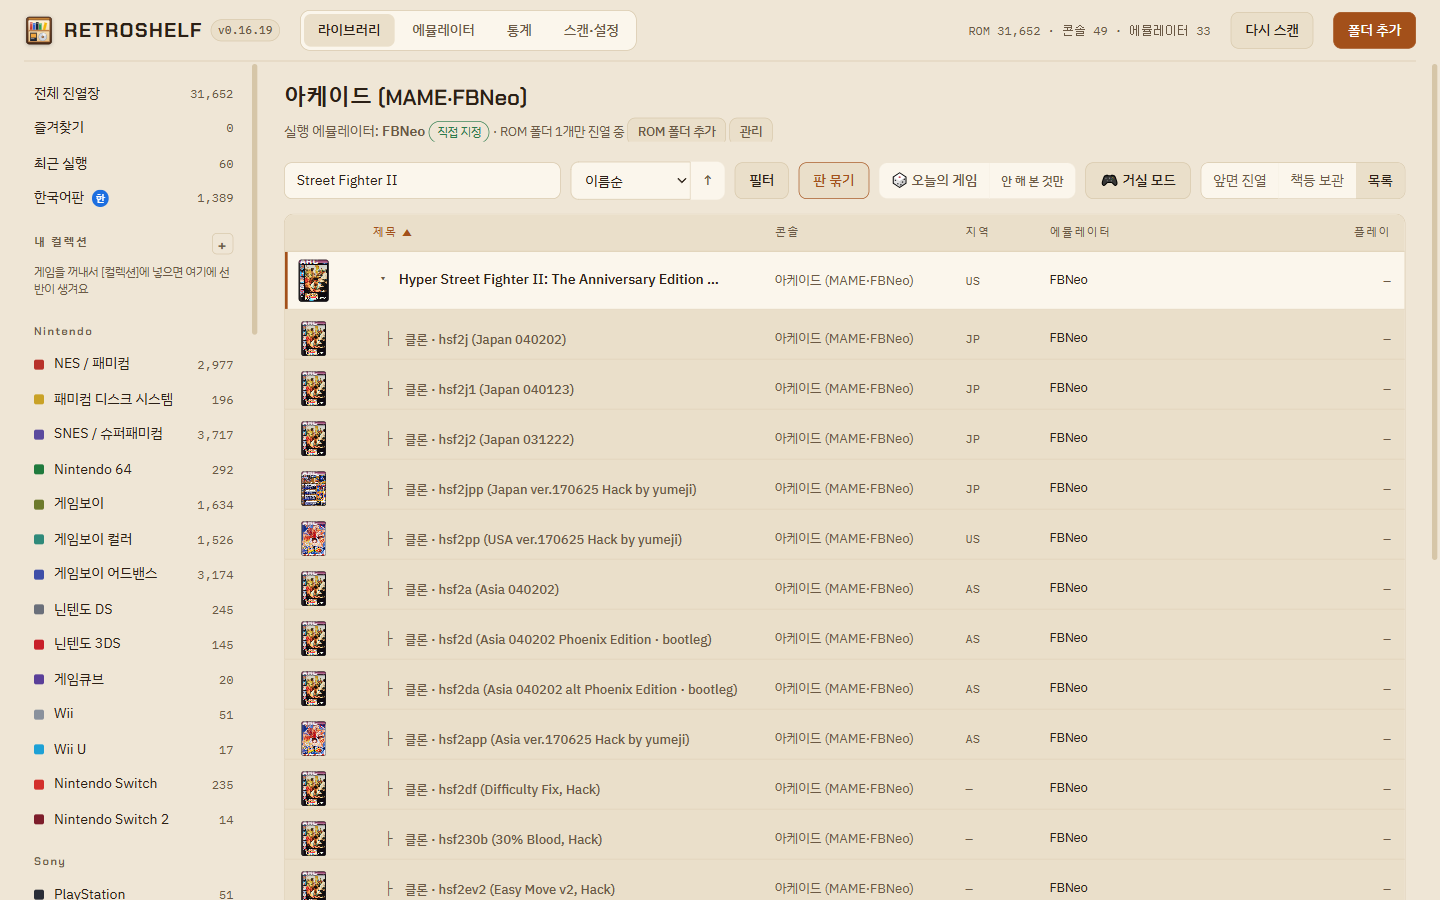 RETROSHELF v0.16.19 라이브러리 에뮬레이터 통계 스캔·설정 ROM 31,652 · 콘솔 49 · 에뮬레이터 33 다시 스캔 폴더 추가
전체 진열장 31,652
즐겨찾기 0
최근 실행 60
한국어판 한 1,389
내 컬렉션 +
게임을 꺼내서 [컬렉션]에 넣으면 여기에 선
반이 생겨요
Nintendo
NES / 패미컴 2,977
패미컴 디스크 시스템 196
SNES / 슈퍼패미컴 3,717
Nintendo 64 292
게임보이 1,634
게임보이 컬러 1,526
게임보이 어드밴스 3,174
닌텐도 DS 245
닌텐도 3DS 145
게임큐브 20
Wii 51
Wii U 17
Nintendo Switch 235
Nintendo Switch 2 14
Sony
PlayStation 51
아케이드 (MAME·FBNeo)
실행 에뮬레이터: FBNeo 직접 지정 · ROM 폴더 1개만 진열 중 ROM 폴더 추가 관리
Street Fighter II 이름순 ↑ 필터 판 묶기 오늘의 게임 안 해 본 것만 거실 모드 앞면 진열 책등 보관 목록
제목 ▲ 콘솔 지역 에뮬레이터 플레이
▾ Hyper Street Fighter II: The Anniversary Edition ... 아케이드 (MAME·FBNeo) US FBNeo –
├ 클론 · hsf2j (Japan 040202) 아케이드 (MAME·FBNeo) JP FBNeo –
├ 클론 · hsf2j1 (Japan 040123) 아케이드 (MAME·FBNeo) JP FBNeo –
├ 클론 · hsf2j2 (Japan 031222) 아케이드 (MAME·FBNeo) JP FBNeo –
├ 클론 · hsf2jpp (Japan ver.170625 Hack by yumeji) 아케이드 (MAME·FBNeo) JP FBNeo –
├ 클론 · hsf2pp (USA ver.170625 Hack by yumeji) 아케이드 (MAME·FBNeo) US FBNeo –
├ 클론 · hsf2a (Asia 040202) 아케이드 (MAME·FBNeo) AS FBNeo –
├ 클론 · hsf2d (Asia 040202 Phoenix Edition · bootleg) 아케이드 (MAME·FBNeo) AS FBNeo –
├ 클론 · hsf2da (Asia 040202 alt Phoenix Edition · bootleg) 아케이드 (MAME·FBNeo) AS FBNeo –
├ 클론 · hsf2app (Asia ver.170625 Hack by yumeji) 아케이드 (MAME·FBNeo) AS FBNeo –
├ 클론 · hsf2df (Difficulty Fix, Hack) 아케이드 (MAME·FBNeo) – FBNeo –
├ 클론 · hsf230b (30% Blood, Hack) 아케이드 (MAME·FBNeo) – FBNeo –
├ 클론 · hsf2ev2 (Easy Move v2, Hack) 아케이드 (MAME·FBNeo) – FBNeo –